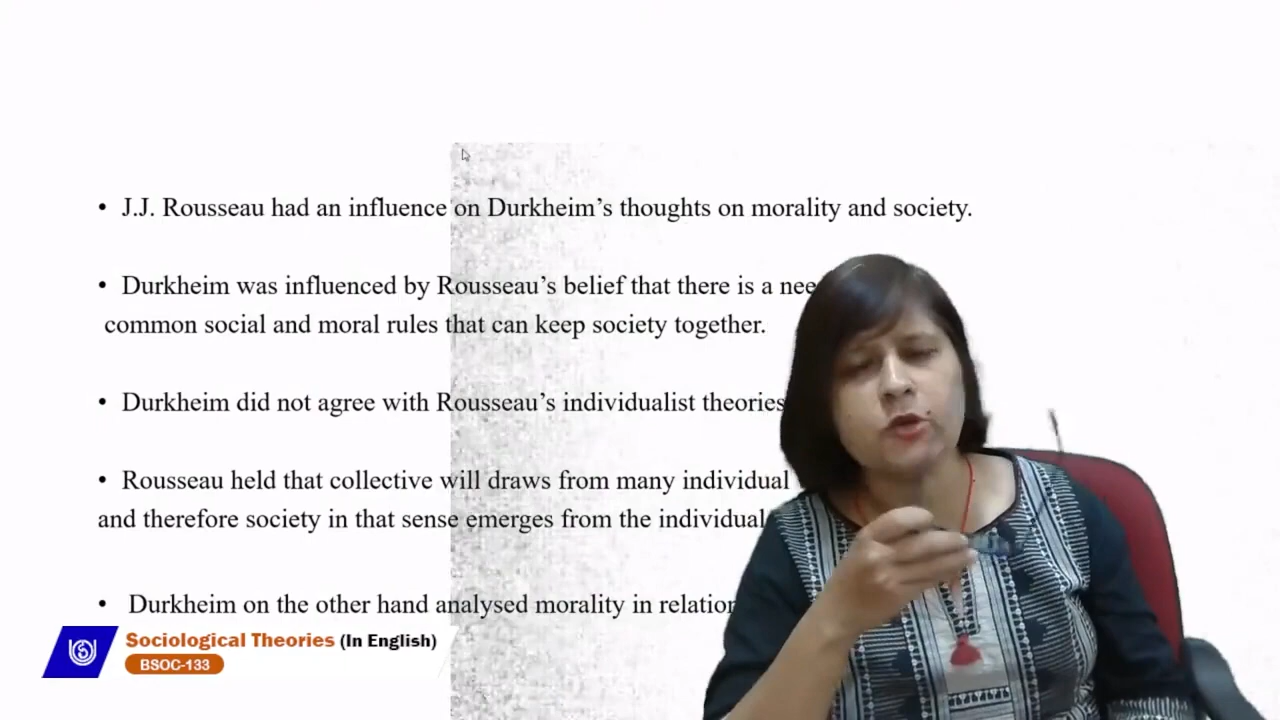 • J.J. Rousseau had an influence on Durkheim’s thoughts on morality and society.
• Durkheim was influenced by Rousseau’s belief that there is a
common social and moral rules that can keep society together.
• Durkheim did not agree with Rousseau’s individualist theories
• Rousseau held that collective will draws from many individual
and therefore society in that sense emerges from the individual
• Durkheim on the other hand analysed morality in
Sociological Theories (In English)
BSOC-133